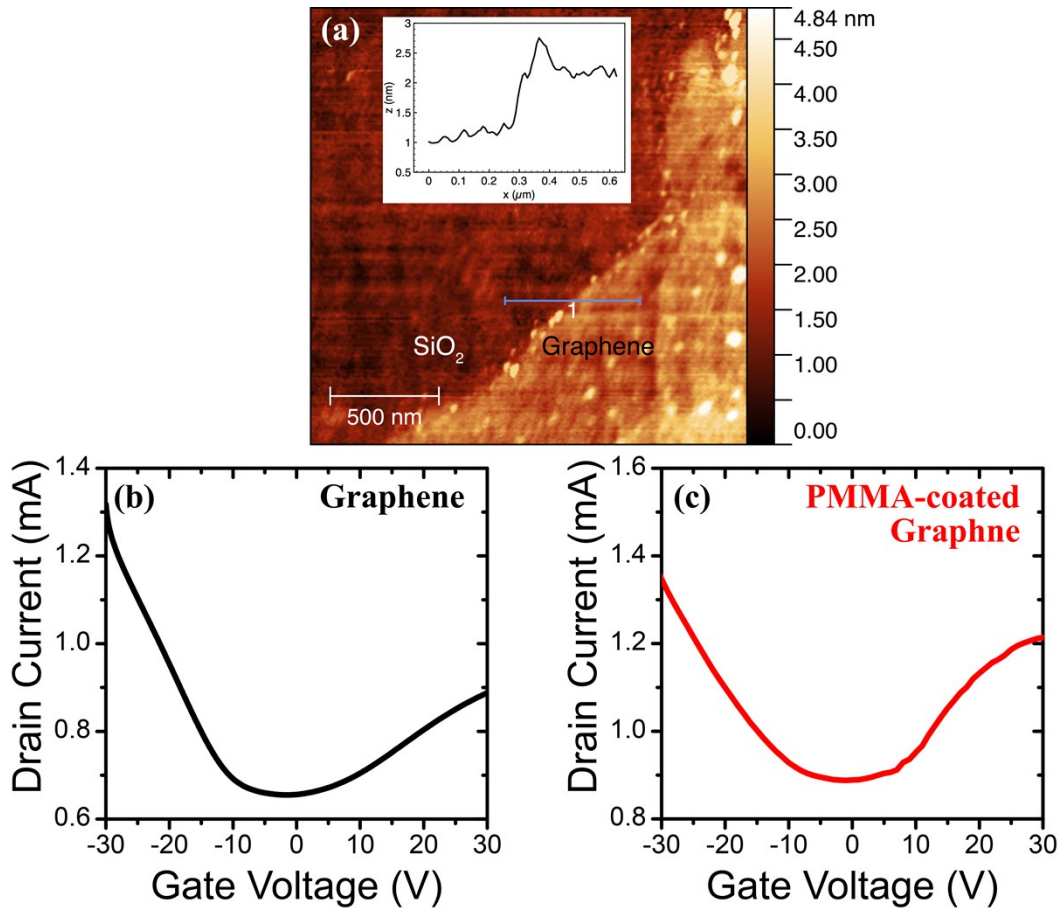 (a)
3
2.5
2
1.5
1
0.5
z (nm)
0 0.1 0.2 0.3 0.4 0.5 0.6
x (µm)
4.84 nm
4.50
4.00
3.50
3.00
2.50
2.00
1.50
1.00
0.00
1
SiO₂
Graphene
500 nm
(b)
Graphene
1.4
1.2
1.0
0.8
0.6
Drain Current (mA)
-30 -20 -10 0 10 20 30
Gate Voltage (V)
(c)
PMMA-coated
Graphne
1.6
1.4
1.2
1.0
0.8
Drain Current (mA)
-30 -20 -10 0 10 20 30
Gate Voltage (V)